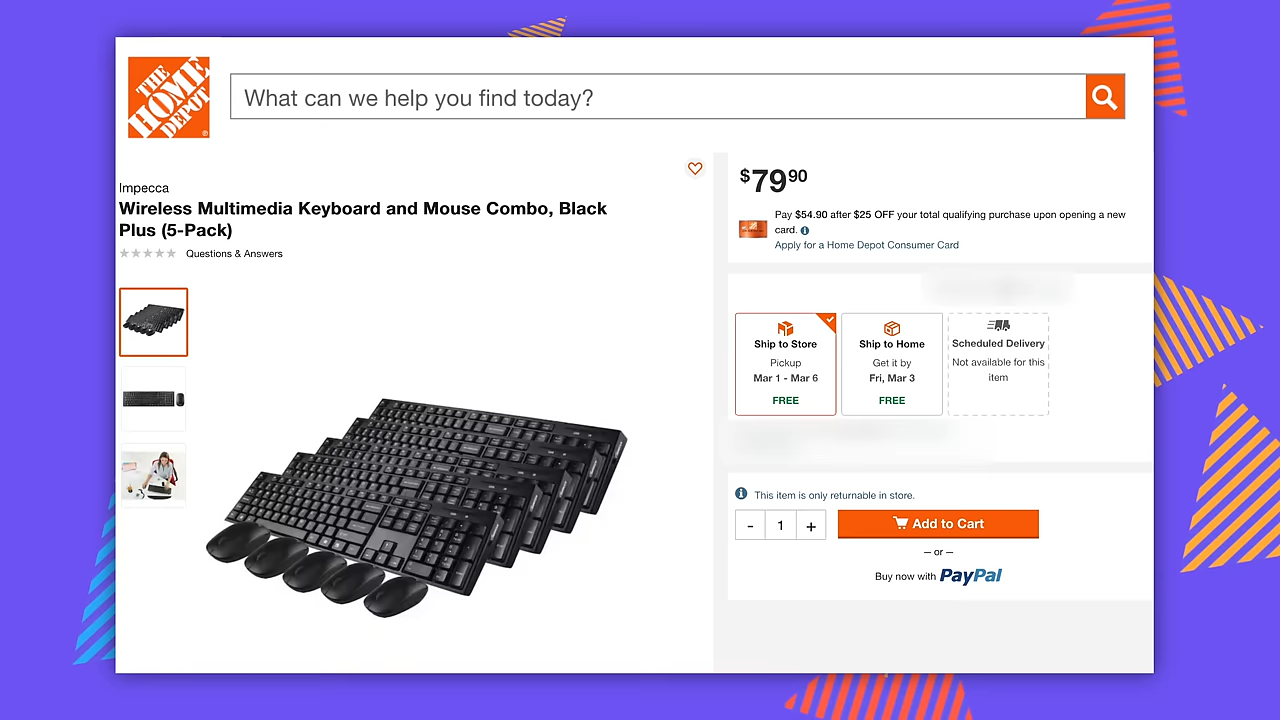 THE
HOME
DEPOT
What can we help you find today?
Impecca
Wireless Multimedia Keyboard and Mouse Combo, Black
Plus (5-Pack)
Questions & Answers
$79 90
Pay $54.90 after $25 OFF your total qualifying purchase upon opening a new
card.
Apply for a Home Depot Consumer Card
Ship to Store
Pickup
Mar 1 - Mar 6
FREE
Ship to Home
Get it by
Fri, Mar 3
FREE
Scheduled Delivery
Not available for this
item
This item is only returnable in store.
- 1 +
Add to Cart
— or —
Buy now with PayPal